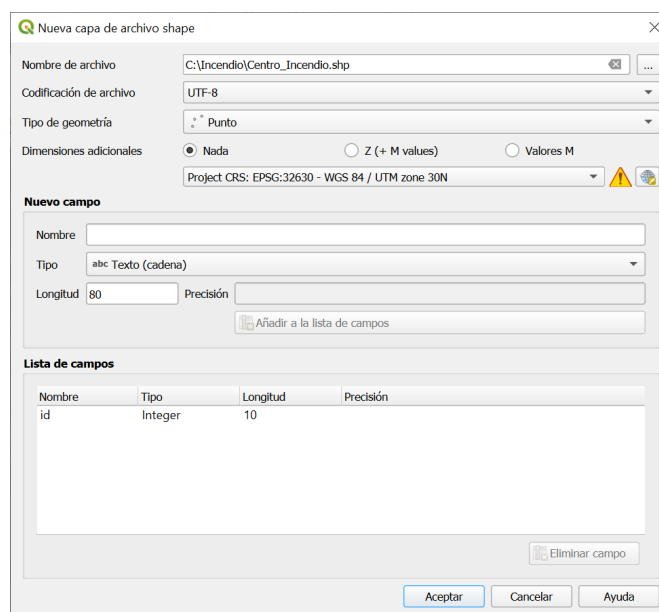 Nueva capa de archivo shape
Nombre de archivo C:\Incendio\Centro_Incendio.shp ...
Codificación de archivo UTF-8
Tipo de geometría Punto
Dimensiones adicionales Nada Z (+ M values) Valores M
Project CRS: EPSG:32630 - WGS 84 / UTM zone 30N
Nuevo campo
Nombre
Tipo abc Texto (cadena)
Longitud 80 Precisión
Añadir a la lista de campos
Lista de campos
Nombre Tipo Longitud Precisión
id Integer 10
Eliminar campo
Aceptar Cancelar Ayuda